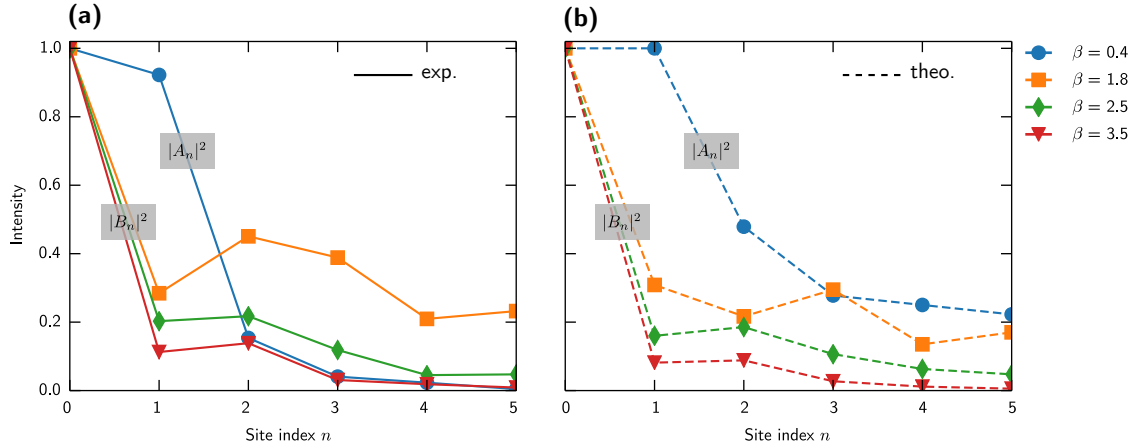 (a)
1.0
0.8
0.6
0.4
0.2
0.0
Intensity
exp.
|A_n|^2
|B_n|^2
0 1 2 3 4 5
Site index n
(b)
theo.
|A_n|^2
|B_n|^2
0 1 2 3 4 5
Site index n
β = 0.4
β = 1.8
β = 2.5
β = 3.5